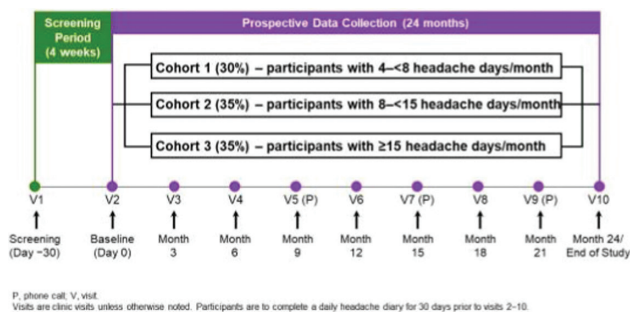 Screening
Period
(4 weeks)
Prospective Data Collection (24 months)
Cohort 1 (30%) – participants with 4–<8 headache days/month
Cohort 2 (35%) – participants with 8–<15 headache days/month
Cohort 3 (35%) – participants with ≥15 headache days/month
V1 V2 V3 V4 V5 (P) V6 V7 (P) V8 V9 (P) V10
Screening Baseline Month Month Month Month Month Month Month Month 24/
(Day −30) (Day 0) 3 6 9 12 15 18 21 End of Study
P, phone call; V, visit.
Visits are clinic visits unless otherwise noted. Participants are to complete a daily headache diary for 30 days prior to visits 2–10.